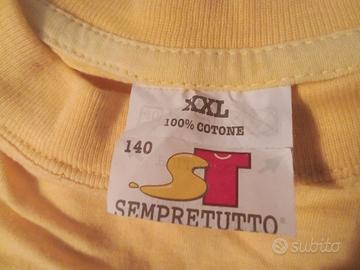 XXL
100% COTONE
140
ST
SEMPRETUTTO®
subito